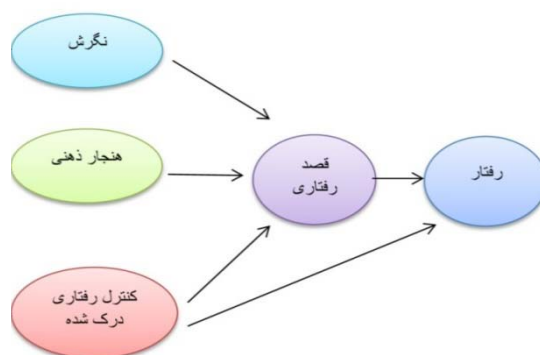 نگرش
هنجار ذهنی
قصد
رفتاری
رفتار
کنترل رفتاری
درک شده